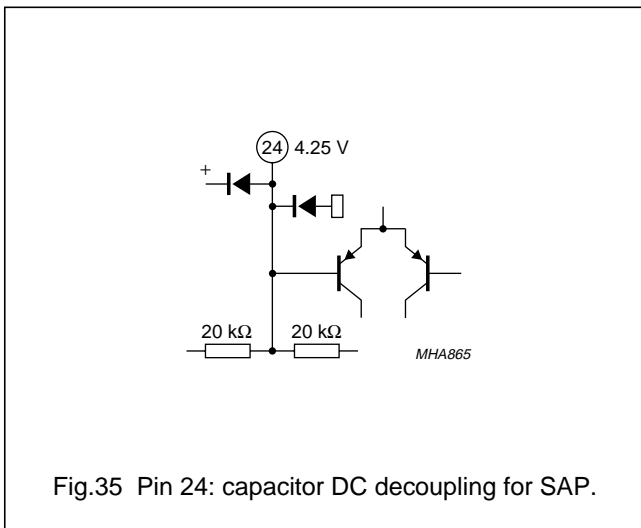 24 4.25 V
+
20 kΩ 20 kΩ
MHA865
Fig.35 Pin 24: capacitor DC decoupling for SAP.